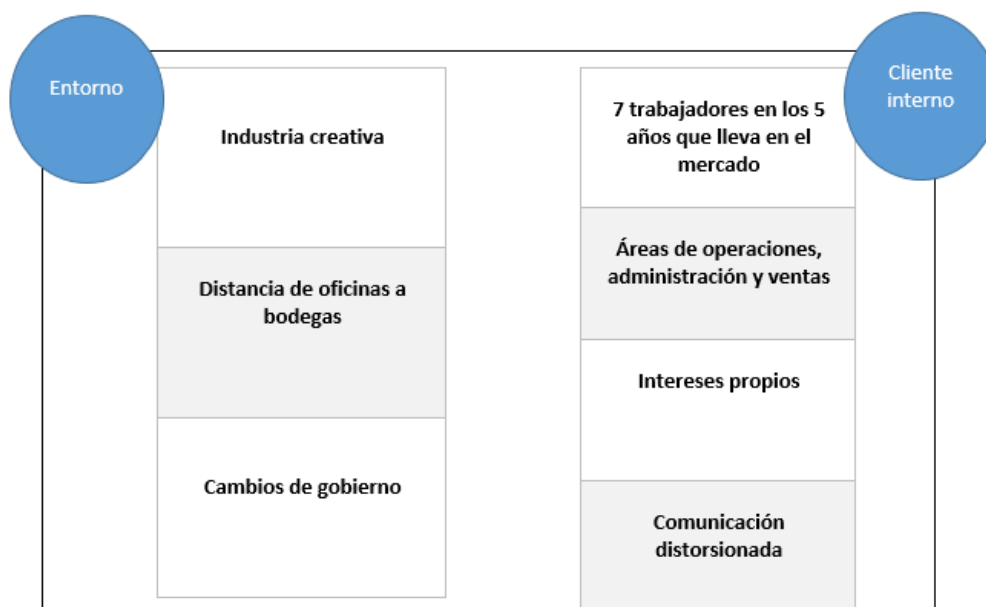 Entorno
Industria creativa
Distancia de oficinas a
bodegas
Cambios de gobierno
Cliente
interno
7 trabajadores en los 5
años que lleva en el
mercado
Áreas de operaciones,
administración y ventas
Intereses propios
Comunicación
distorsionada